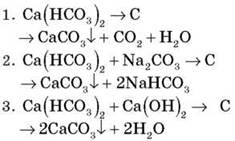 1. Ca(HCO₃)₂ → C
→ CaCO₃↓ + CO₂ + H₂O
2. Ca(HCO₃)₂ + Na₂CO₃ → C
→ CaCO₃↓ + 2NaHCO₃
3. Ca(HCO₃)₂ + Ca(OH)₂ → C
→ 2CaCO₃↓ + 2H₂O